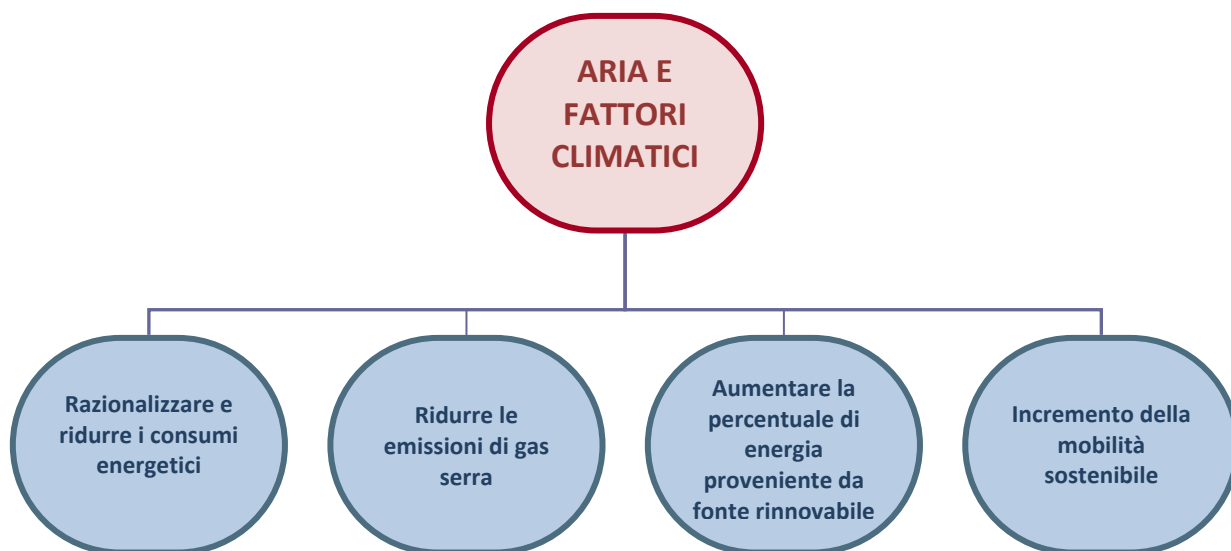 ARIA E
FATTORI
CLIMATICI
Razionalizzare e
ridurre i consumi
energetici
Ridurre le
emissioni di gas
serra
Aumentare la
percentuale di
energia
proveniente da
fonte rinnovabile
Incremento della
mobilità
sostenibile